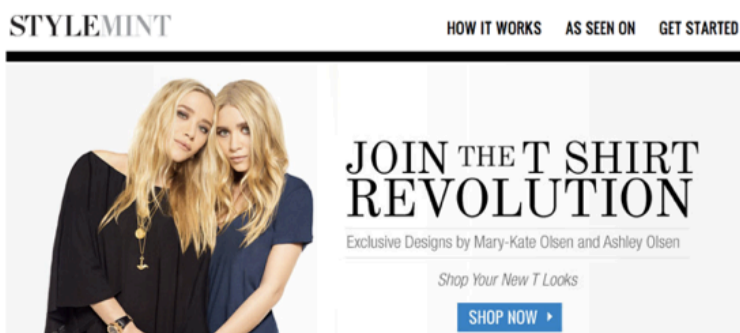 STYLEMINT
HOW IT WORKS AS SEEN ON GET STARTED
JOIN THE T SHIRT
REVOLUTION
Exclusive Designs by Mary-Kate Olsen and Ashley Olsen
Shop Your New T Looks
SHOP NOW